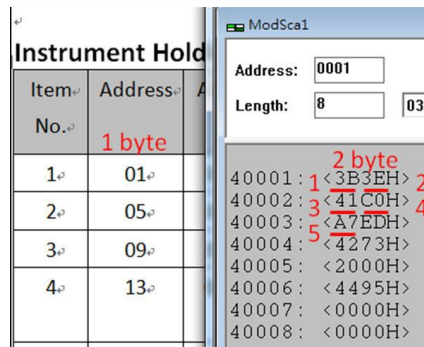 Instrument Hold
Item Address A
No. 1 byte
1 01
2 05
3 09
4 13
ModSca1
Address: 0001
Length: 8 03
2 byte
40001: 1 <3B3EH> 2
40002: 3 <41C0H> 4
40003: 5 <A7EDH>
40004: <4273H>
40005: <2000H>
40006: <4495H>
40007: <0000H>
40008: <0000H>